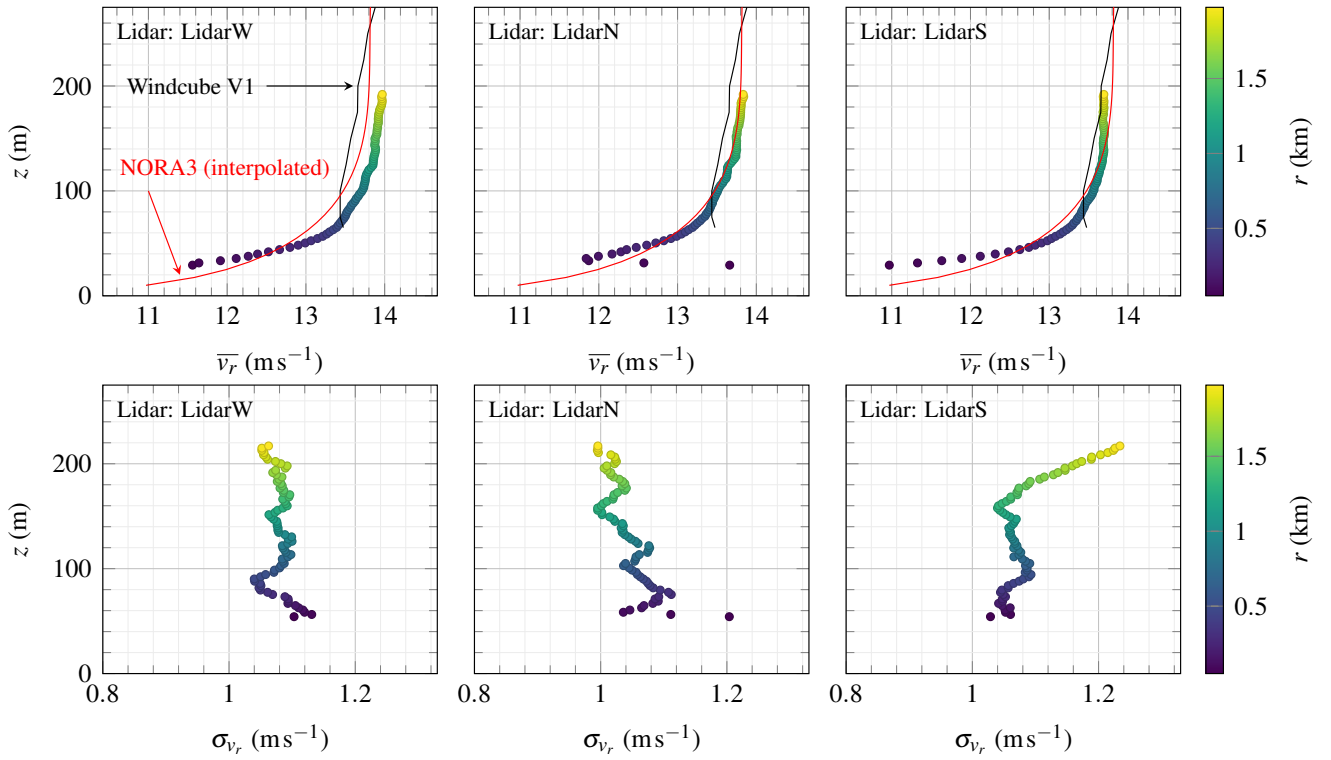 Lidar: LidarW
Lidar: LidarN
Lidar: LidarS
Windcube V1
NORA3 (interpolated)
z (m)
200
100
0
11 12 13 14
11 12 13 14
11 12 13 14
v̅ᵣ (m s⁻¹)
v̅ᵣ (m s⁻¹)
v̅ᵣ (m s⁻¹)
1.5
1
0.5
r (km)
Lidar: LidarW
Lidar: LidarN
Lidar: LidarS
z (m)
200
100
0
0.8 1 1.2
0.8 1 1.2
0.8 1 1.2
σᵥᵣ (m s⁻¹)
σᵥᵣ (m s⁻¹)
σᵥᵣ (m s⁻¹)
1.5
1
0.5
r (km)